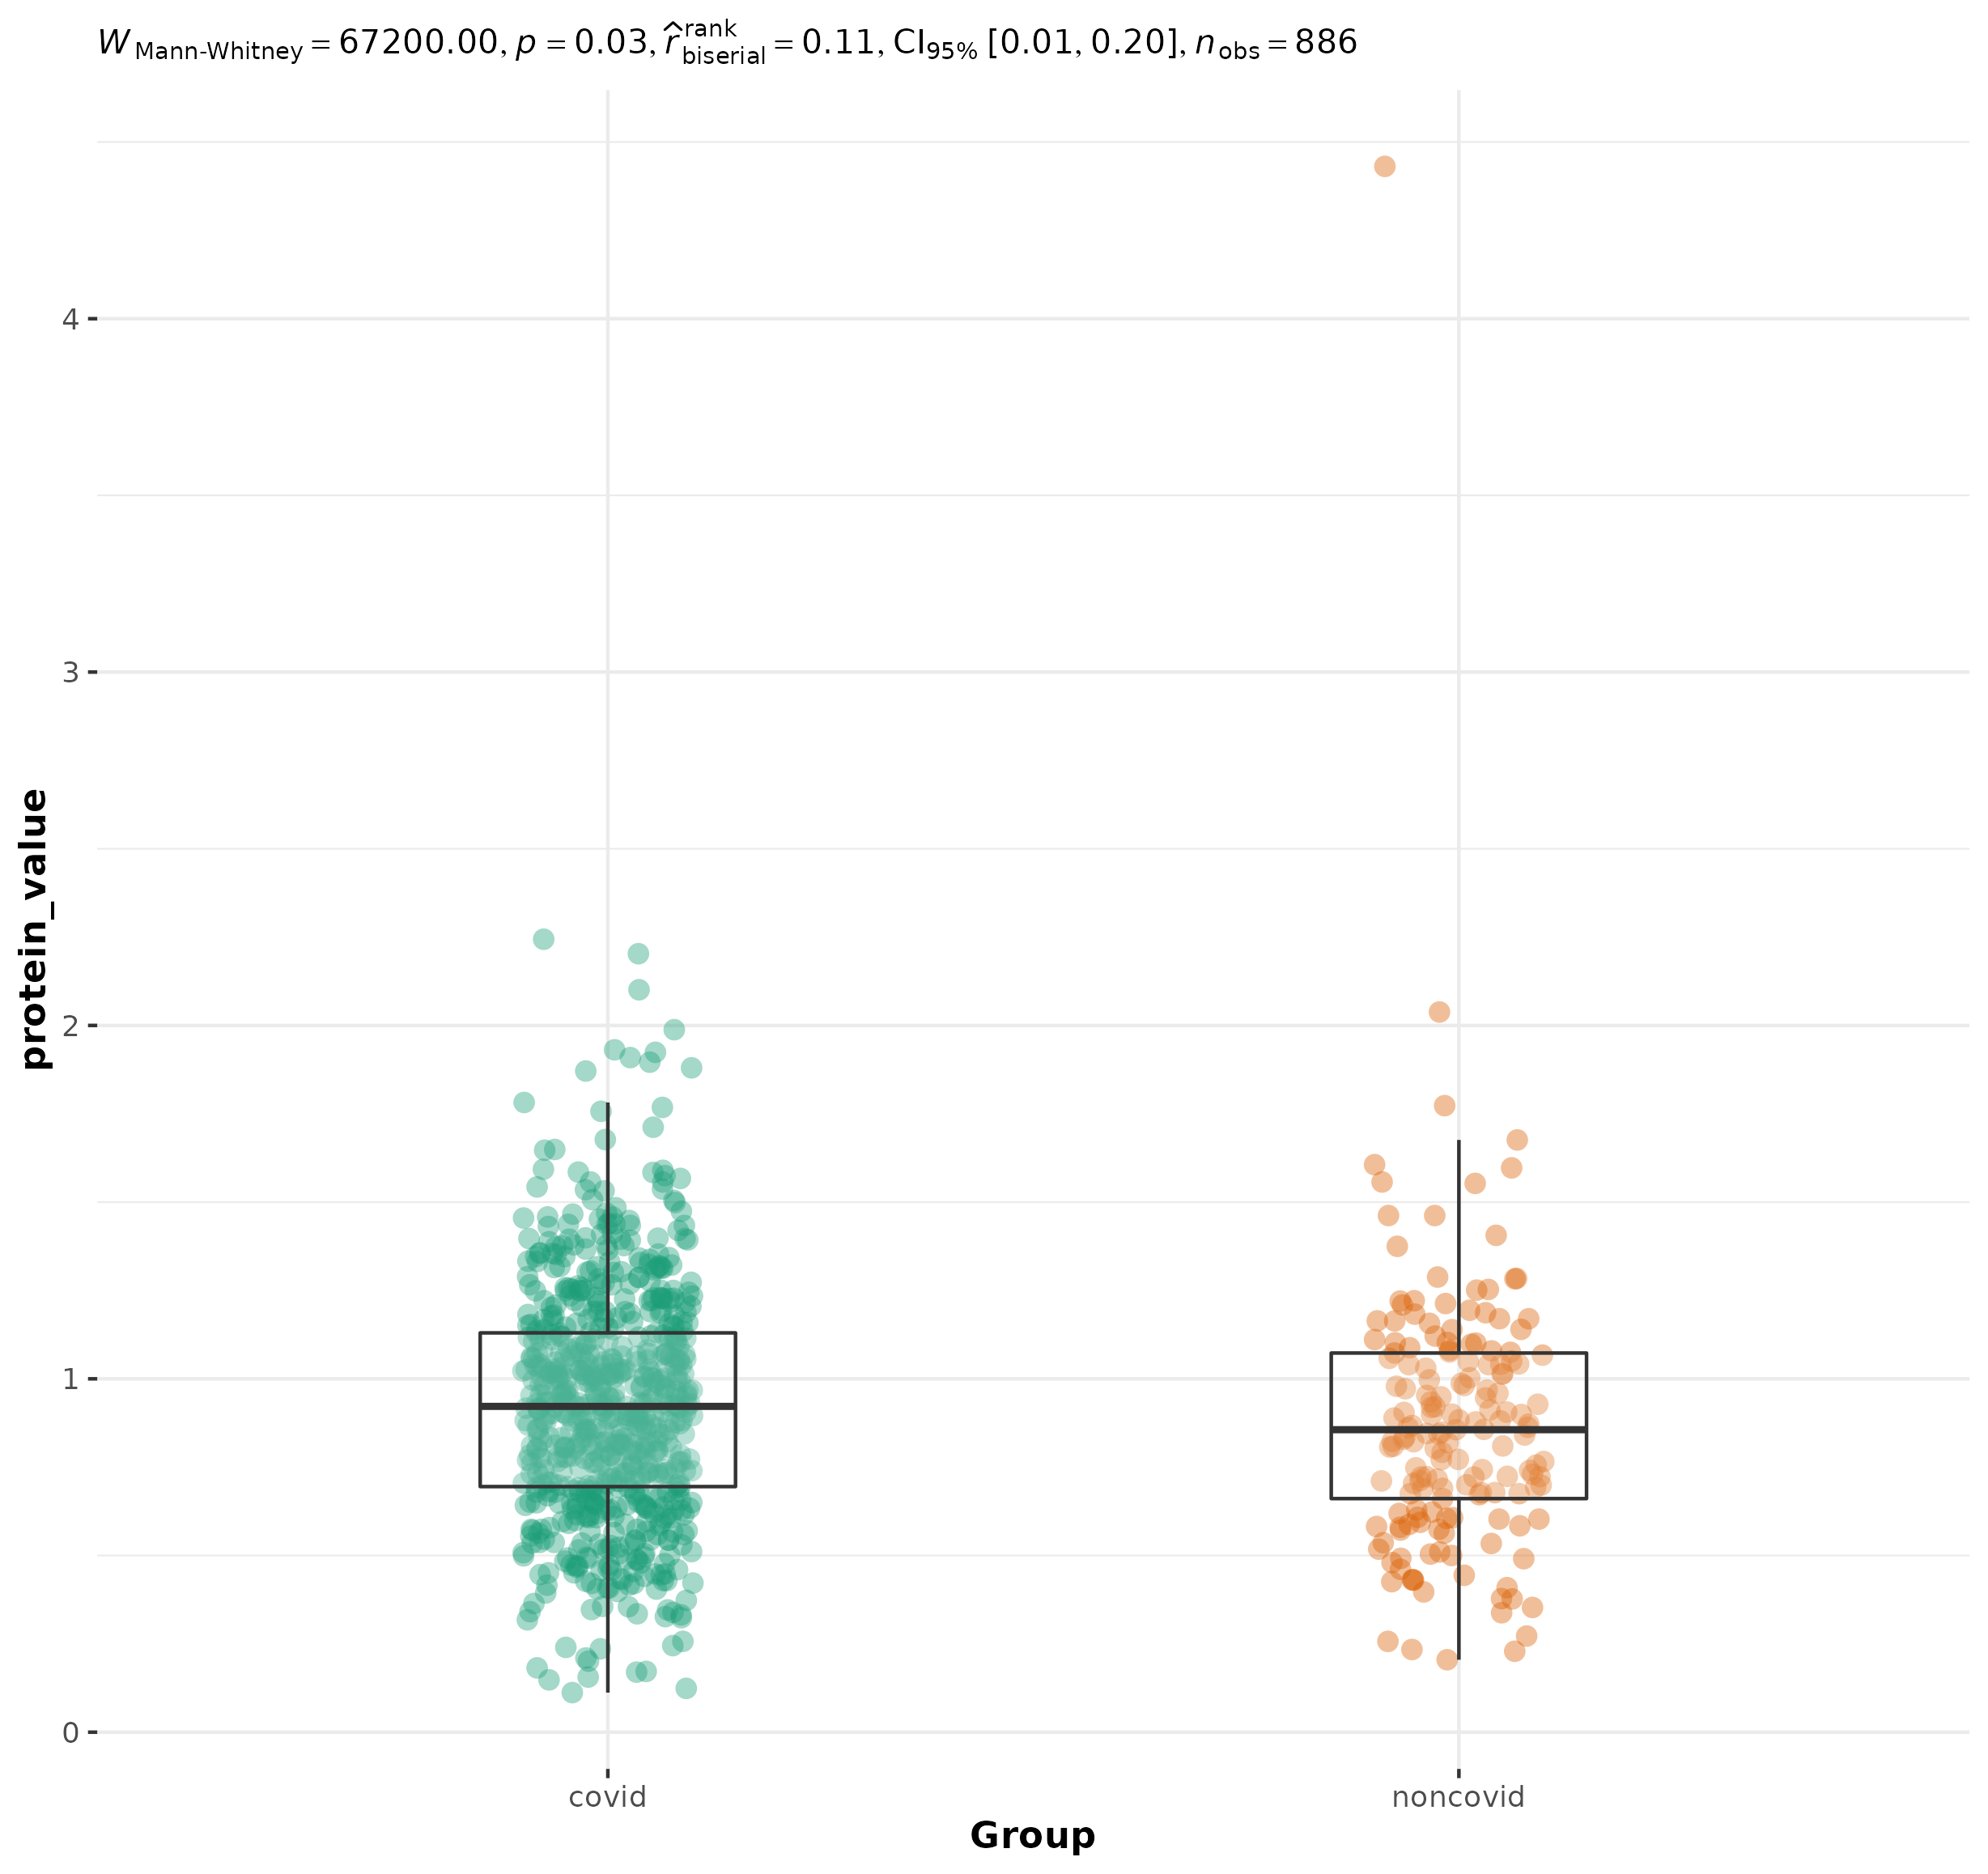 W Mann-Whitney = 67200.00, p = 0.03, r̂ rank biserial = 0.11, CI95% [0.01, 0.20], n obs = 886
protein_value
4
3
2
1
0
covid noncovid
Group